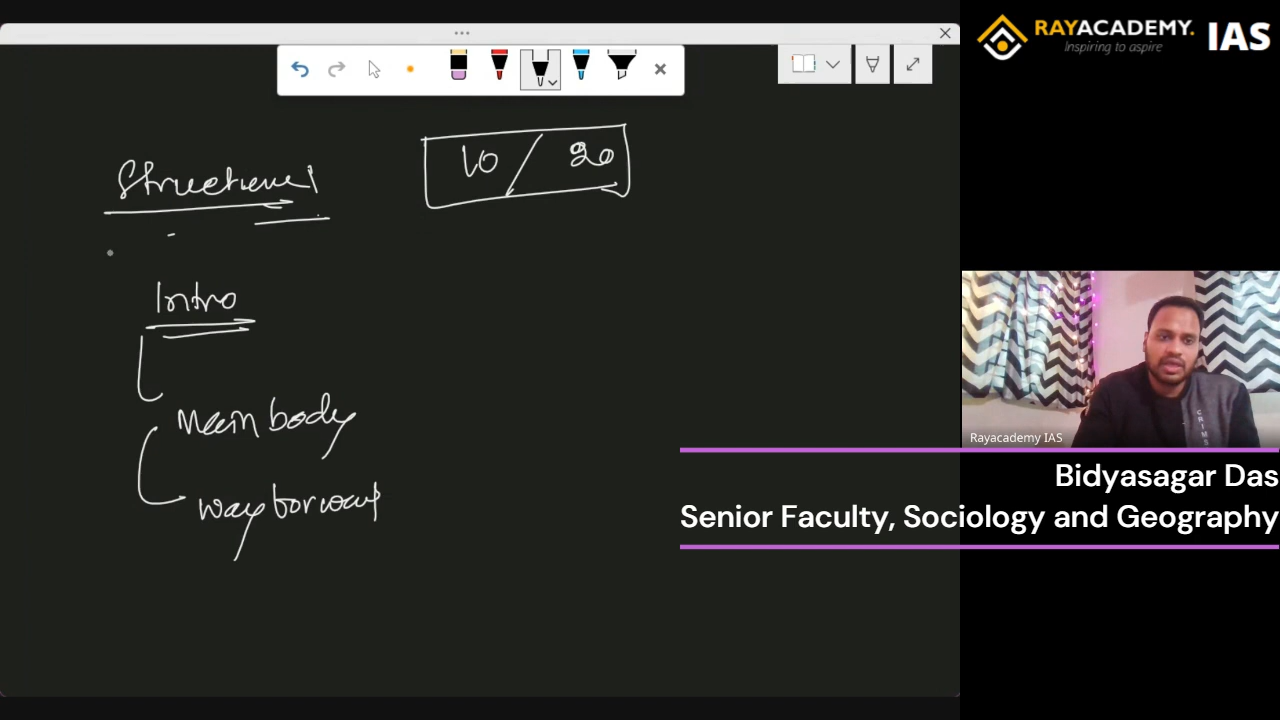 RAYACADEMY. IAS
Inspiring to aspire
10 / 20
Structural
Intro
Main body
way forward
Rayacademy IAS
Bidyasagar Das
Senior Faculty, Sociology and Geography